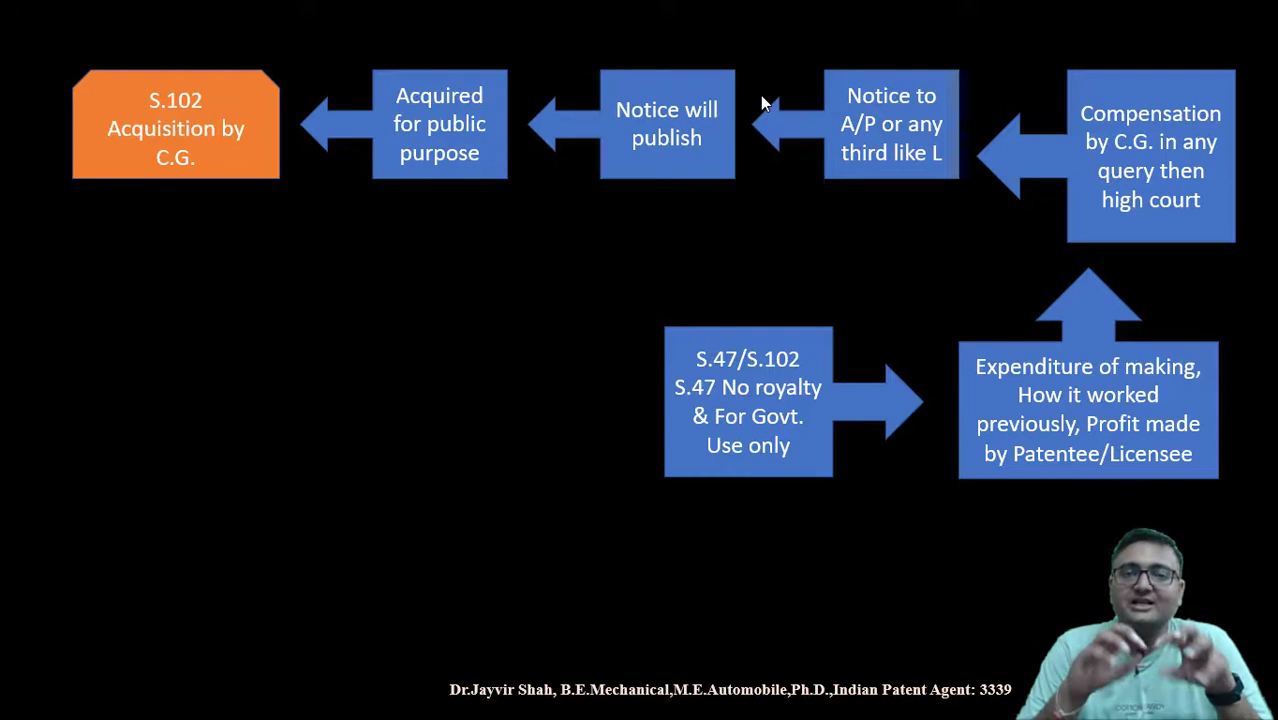 S.102
Acquisition by
C.G.
Acquired
for public
purpose
Notice will
publish
Notice to
A/P or any
third like L
Compensation
by C.G. in any
query then
high court
S.47/S.102
S.47 No royalty
& For Govt.
Use only
Expenditure of making,
How it worked
previously, Profit made
by Patentee/Licensee
Dr.Jayvir Shah, B.E.Mechanical,M.E.Automobile,Ph.D.,Indian Patent Agent: 3339